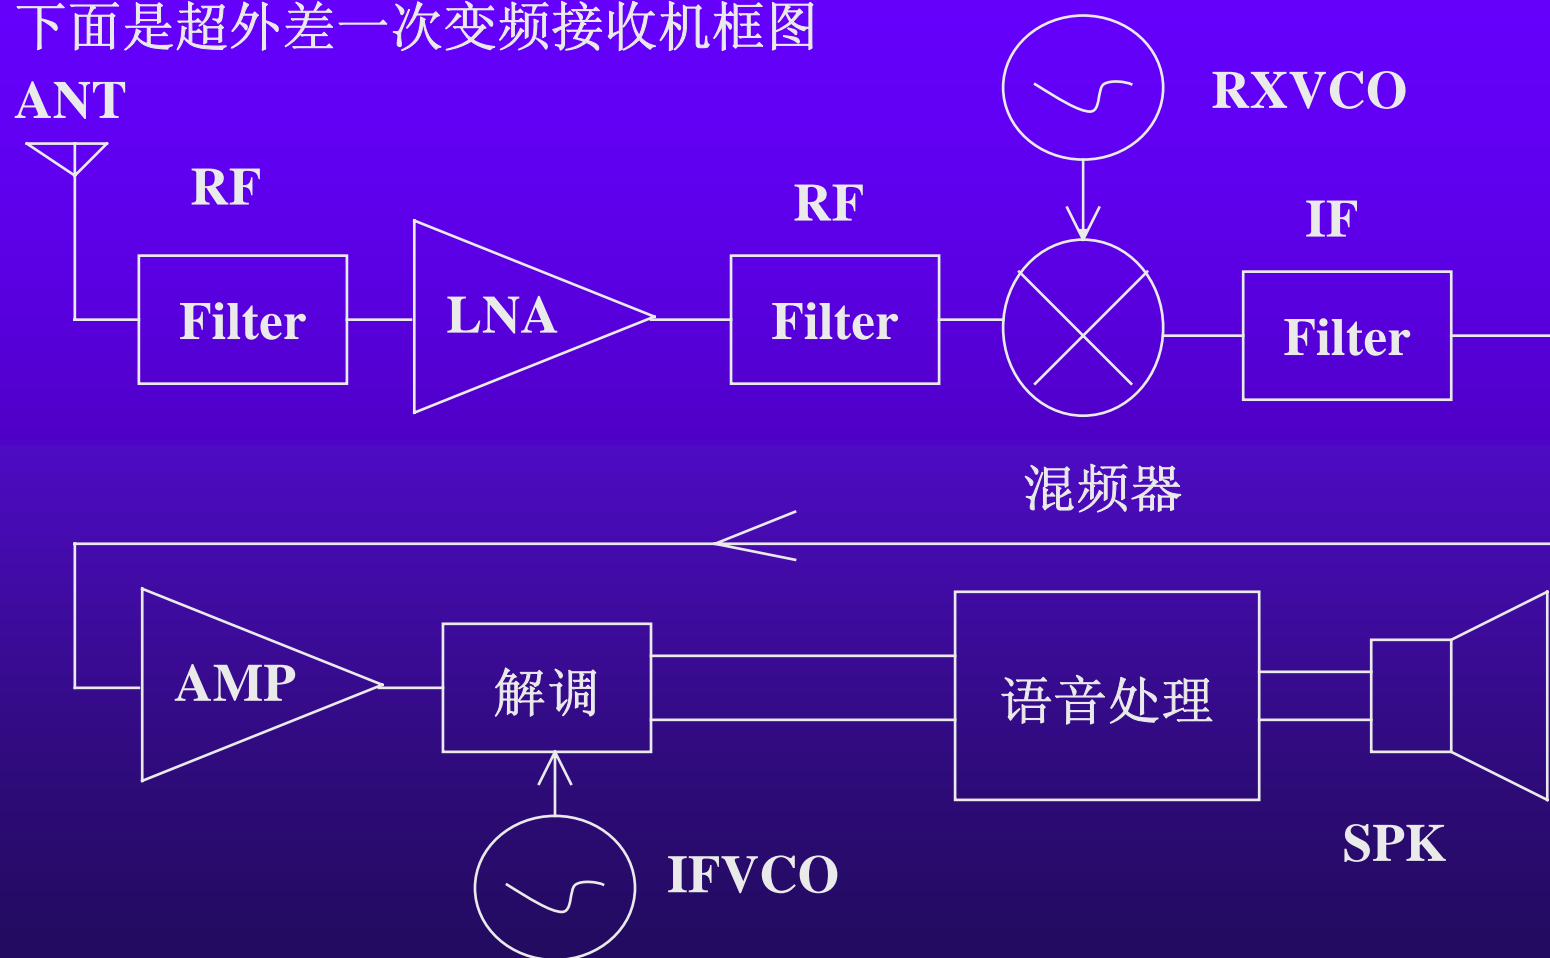 下面是超外差一次变频接收机框图
ANT
RXVCO
RF
RF
IF
Filter
LNA
Filter
Filter
混频器
AMP
解调
语音处理
SPK
IFVCO